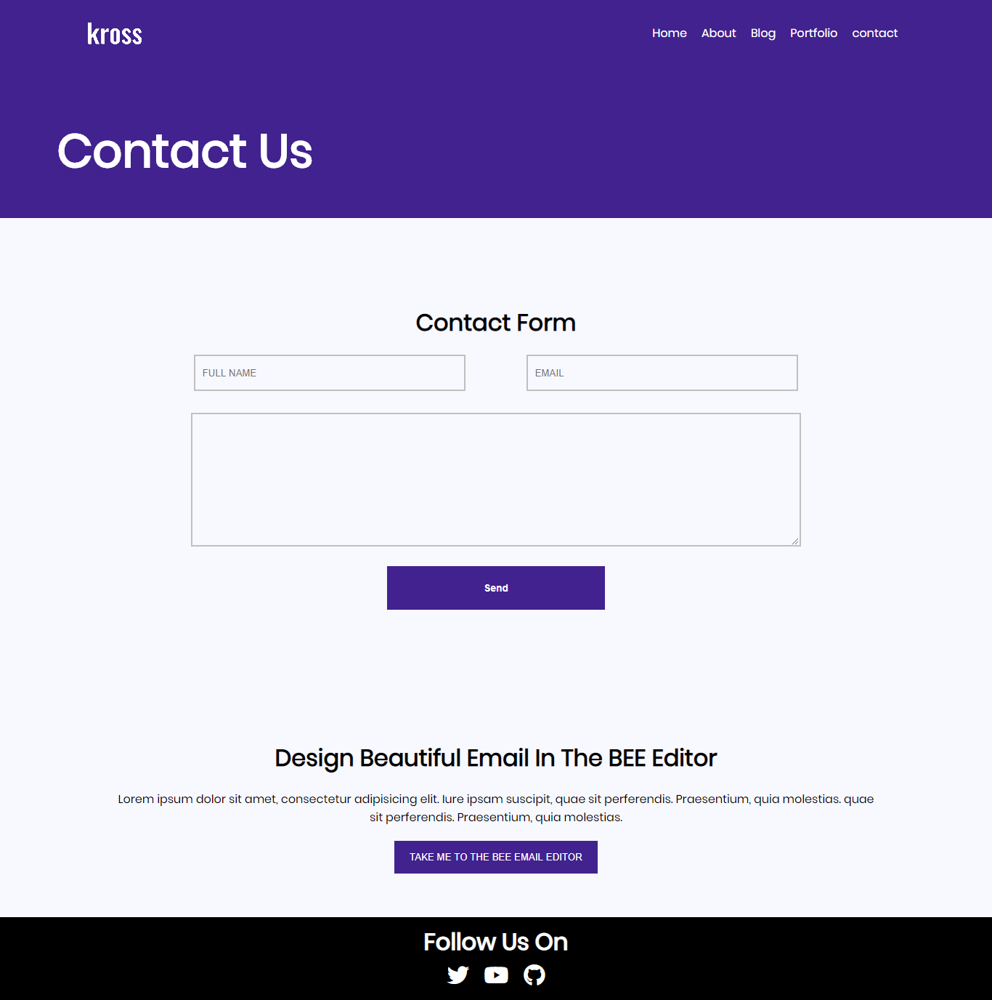 kross
Home About Blog Portfolio contact
Contact Us
Contact Form
FULL NAME
EMAIL
Send
Design Beautiful Email In The BEE Editor
Lorem ipsum dolor sit amet, consectetur adipisicing elit. Iure ipsam suscipit, quae sit perferendis. Praesentium, quia molestias. quae
sit perferendis. Praesentium, quia molestias.
TAKE ME TO THE BEE EMAIL EDITOR
Follow Us On